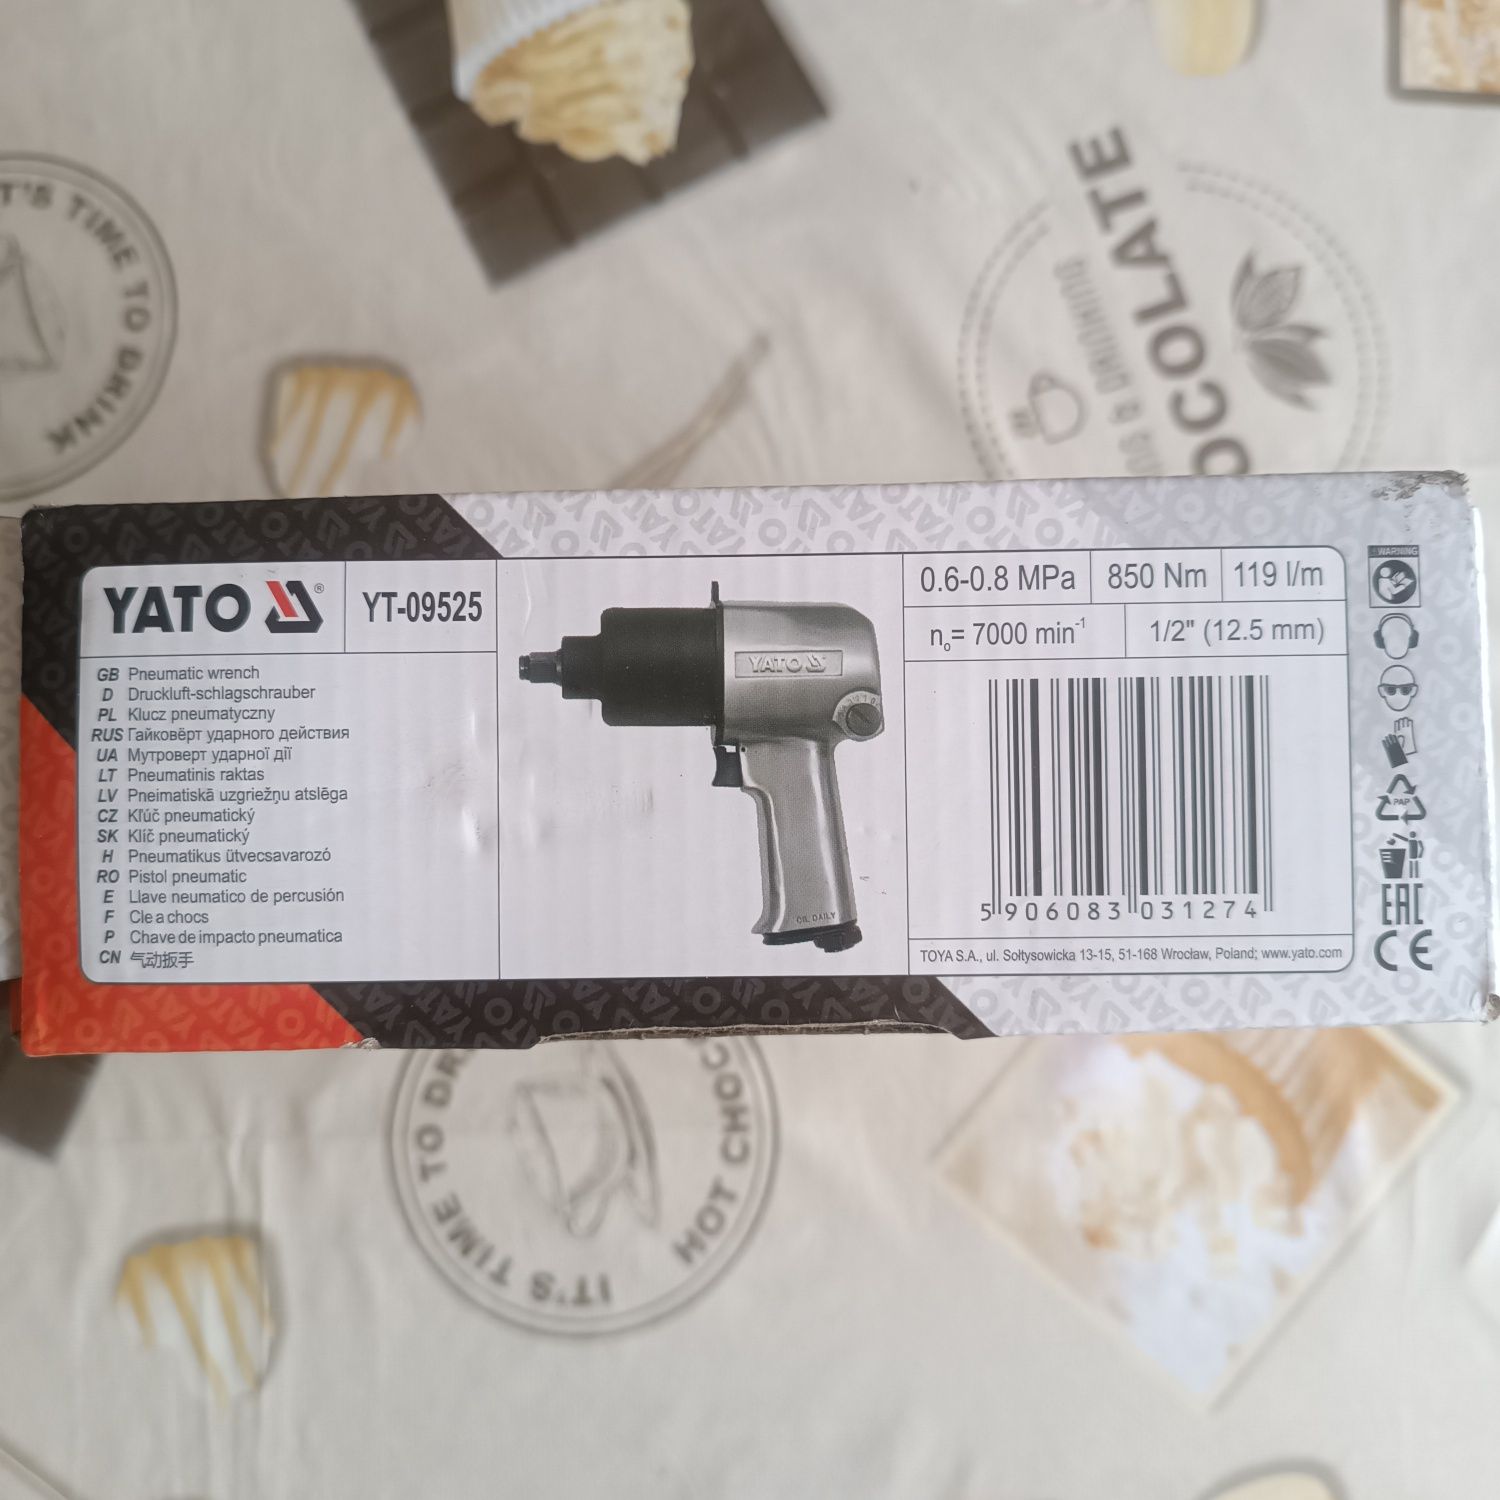 T'S TIME TO DRINK
CHOCOLATE
& DRINKING
YATO ®
YT-09525
GB Pneumatic wrench
D Druckluft-schlagschrauber
PL Klucz pneumatyczny
RUS Гайковёрт ударного действия
UA Мутроверт ударної дії
LT Pneumatinis raktas
LV Pneimatiskā uzgriežņu atslēga
CZ Kľúč pneumatický
SK Klíč pneumatický
H Pneumatikus ütvecsavarozó
RO Pistol pneumatic
E Llave neumatico de percusión
F Cle a chocs
P Chave de impacto pneumatica
CN 气动扳手
YATO
OIL DAILY
0.6-0.8 MPa 850 Nm 119 l/m
n₀= 7000 min⁻¹ 1/2" (12.5 mm)
5 906083 031274
TOYA S.A., ul. Sołtysowicka 13-15, 51-168 Wrocław, Poland; www.yato.com
WARNING
PAP
EAC
CE
IT'S TIME TO DR
HOT CHOC